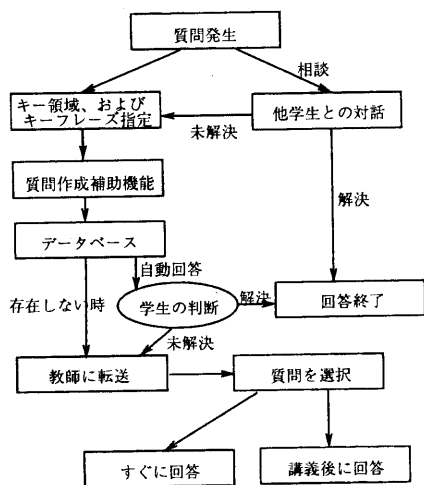 質問発生
相談
キー領域、および
キーフレーズ指定
他学生との対話
未解決
質問作成補助機能
解決
データベース
自動回答
存在しない時
学生の判断
解決
回答終了
未解決
教師に転送
質問を選択
すぐに回答
講義後に回答